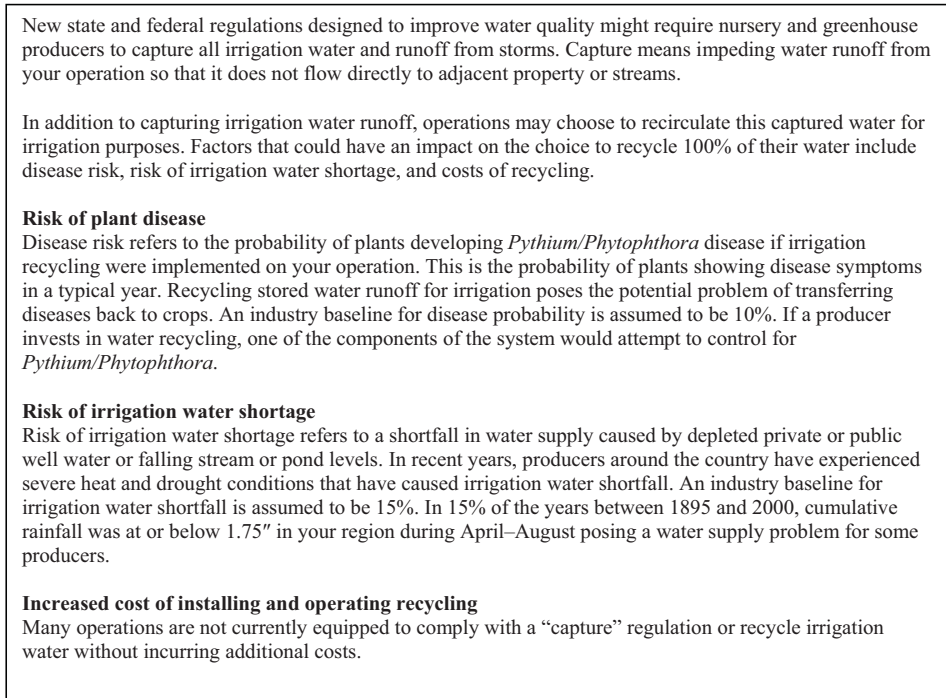 New state and federal regulations designed to improve water quality might require nursery and greenhouse
producers to capture all irrigation water and runoff from storms. Capture means impeding water runoff from
your operation so that it does not flow directly to adjacent property or streams.
In addition to capturing irrigation water runoff, operations may choose to recirculate this captured water for
irrigation purposes. Factors that could have an impact on the choice to recycle 100% of their water include
disease risk, risk of irrigation water shortage, and costs of recycling.
Risk of plant disease
Disease risk refers to the probability of plants developing Pythium/Phytophthora disease if irrigation
recycling were implemented on your operation. This is the probability of plants showing disease symptoms
in a typical year. Recycling stored water runoff for irrigation poses the potential problem of transferring
diseases back to crops. An industry baseline for disease probability is assumed to be 10%. If a producer
invests in water recycling, one of the components of the system would attempt to control for
Pythium/Phytophthora.
Risk of irrigation water shortage
Risk of irrigation water shortage refers to a shortfall in water supply caused by depleted private or public
well water or falling stream or pond levels. In recent years, producers around the country have experienced
severe heat and drought conditions that have caused irrigation water shortfall. An industry baseline for
irrigation water shortfall is assumed to be 15%. In 15% of the years between 1895 and 2000, cumulative
rainfall was at or below 1.75″ in your region during April–August posing a water supply problem for some
producers.
Increased cost of installing and operating recycling
Many operations are not currently equipped to comply with a “capture” regulation or recycle irrigation
water without incurring additional costs.